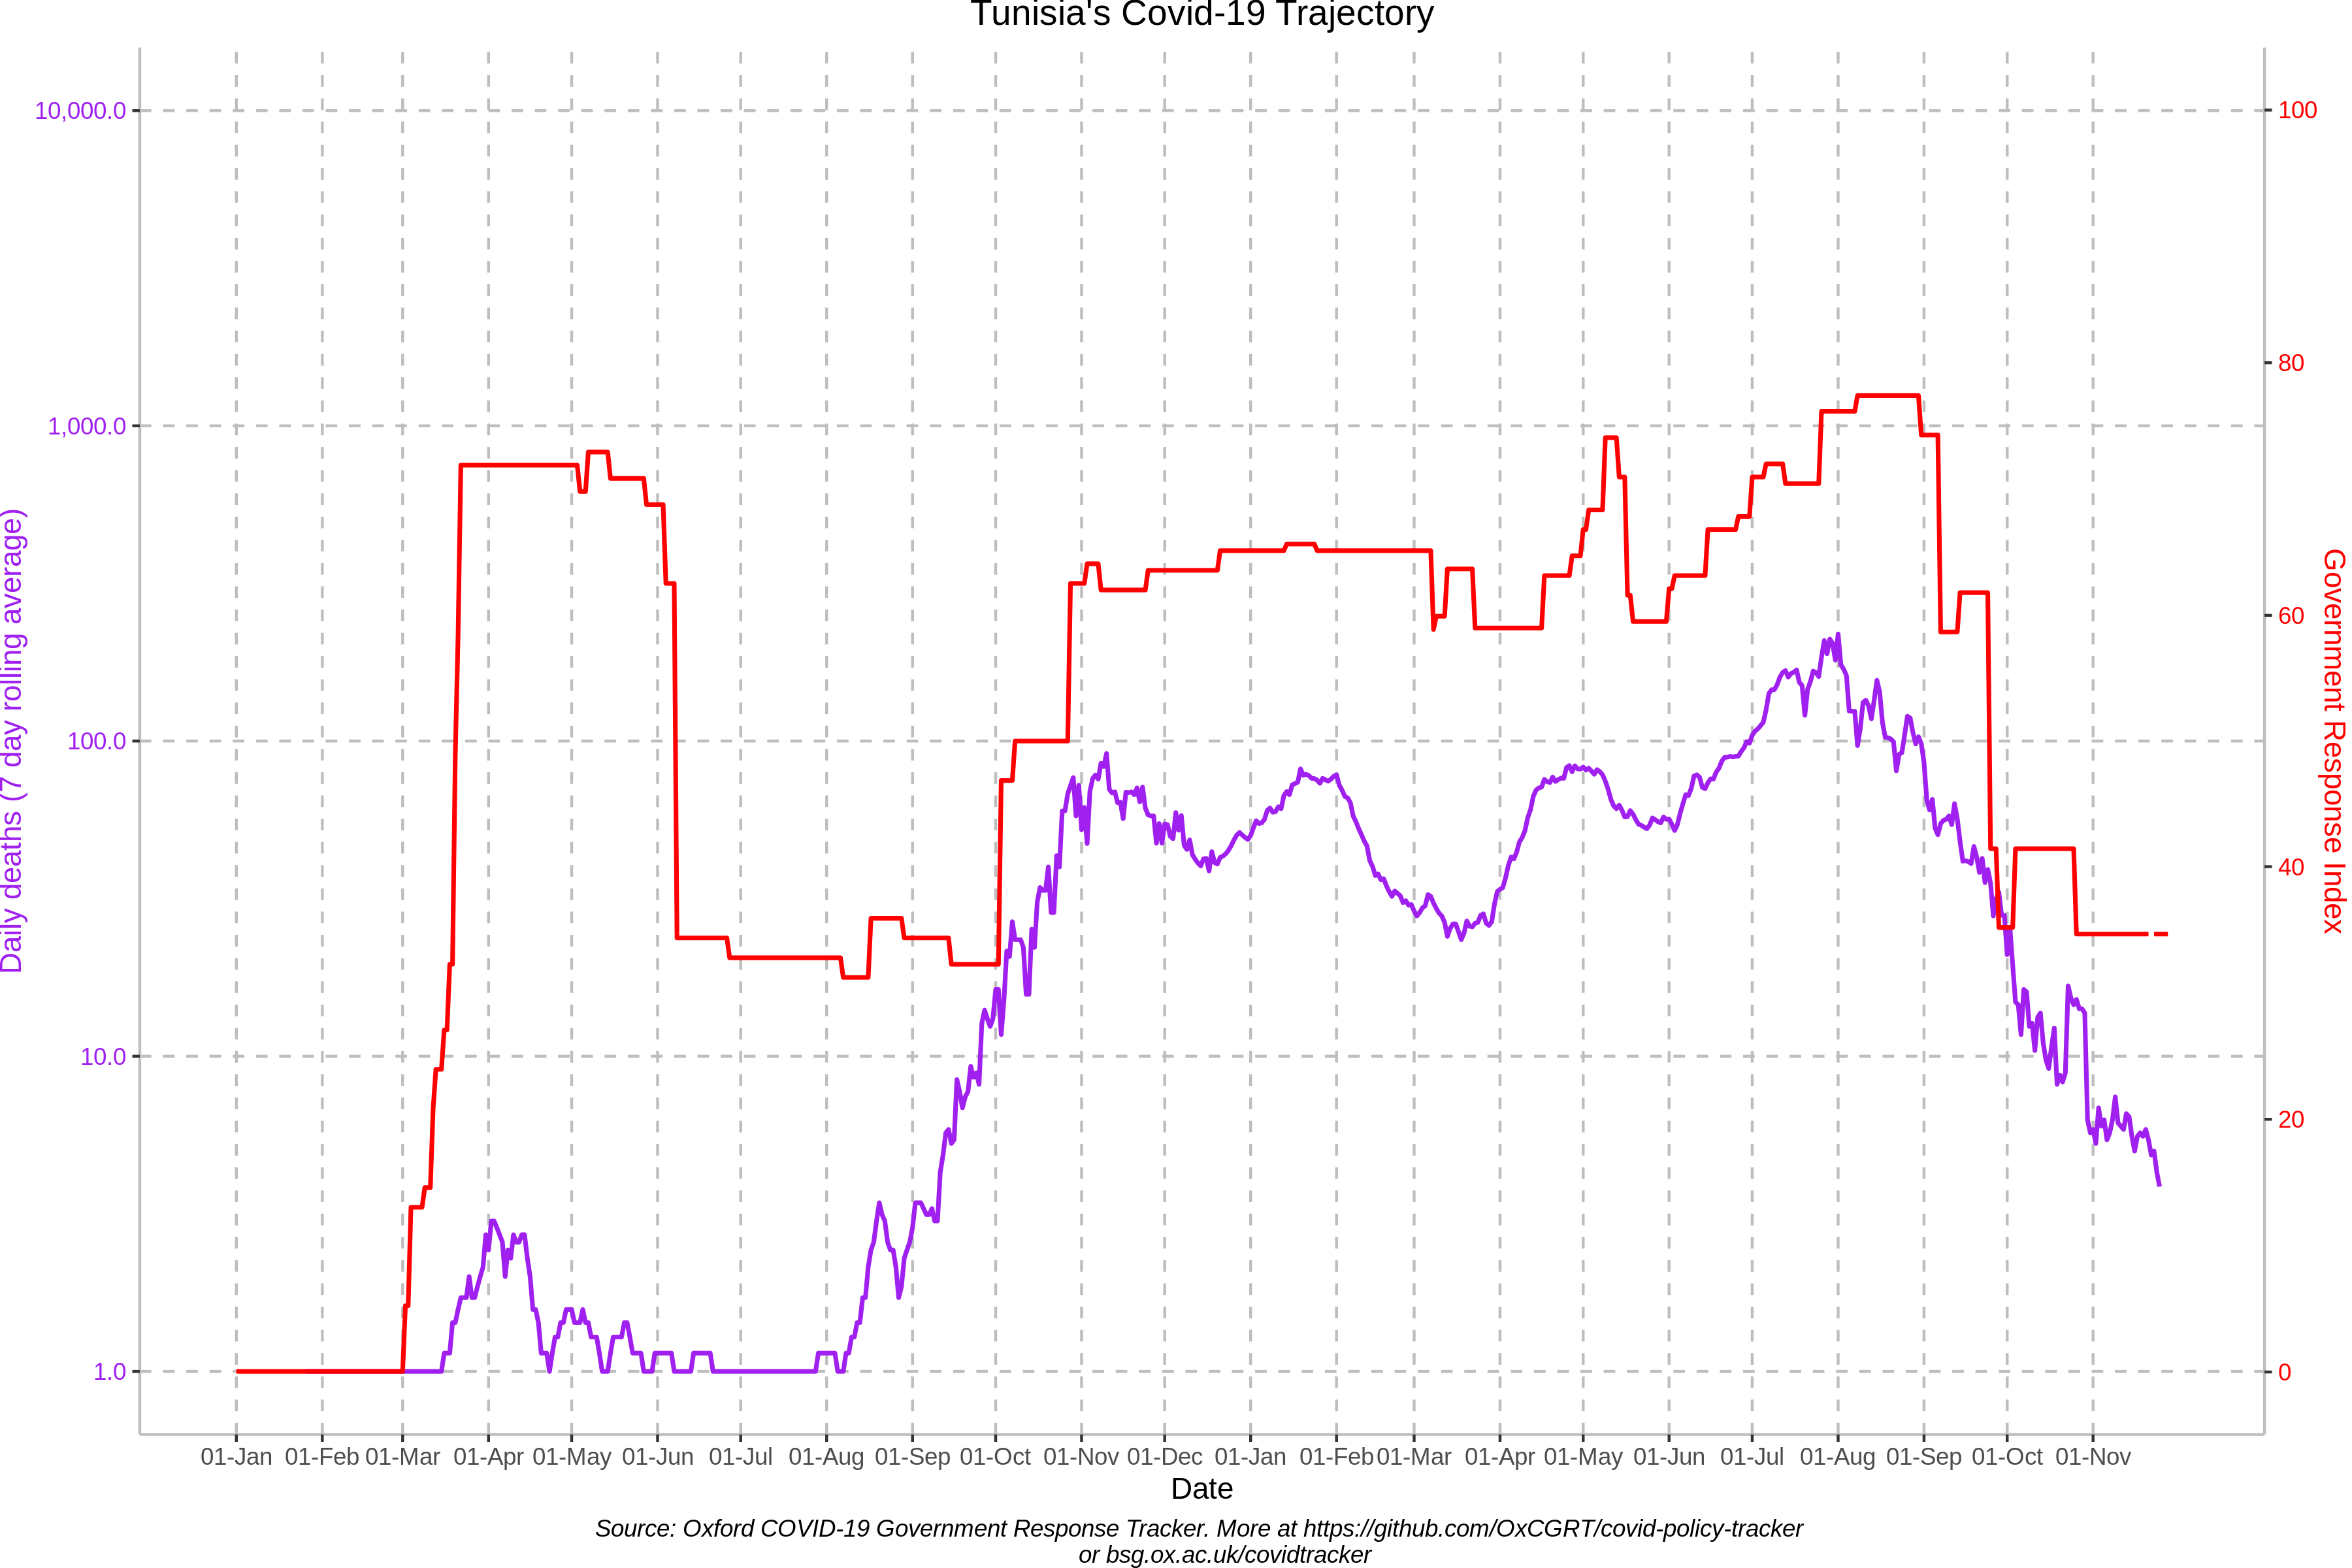 Tunisia's Covid-19 Trajectory
10,000.0
1,000.0
100.0
10.0
1.0
Daily deaths (7 day rolling average)
100
80
60
40
20
0
Government Response Index
01-Jan 01-Feb 01-Mar 01-Apr 01-May 01-Jun 01-Jul 01-Aug 01-Sep 01-Oct 01-Nov 01-Dec 01-Jan 01-Feb 01-Mar 01-Apr 01-May 01-Jun 01-Jul 01-Aug 01-Sep 01-Oct 01-Nov
Date
Source: Oxford COVID-19 Government Response Tracker. More at https://github.com/OxCGRT/covid-policy-tracker
or bsg.ox.ac.uk/covidtracker